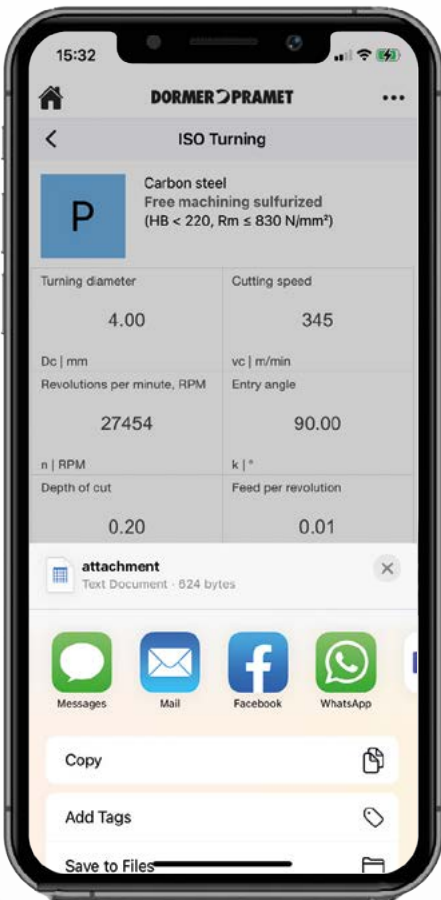 15:32
DORMER PRAMET
ISO Turning
P
Carbon steel
Free machining sulfurized
(HB < 220, Rm ≤ 830 N/mm²)
Turning diameter
Cutting speed
4.00
345
Dc | mm
vc | m/min
Revolutions per minute, RPM
Entry angle
27454
90.00
n | RPM
k | °
Depth of cut
Feed per revolution
0.20
0.01
attachment
Text Document · 624 bytes
Messages
Mail
Facebook
WhatsApp
Copy
Add Tags
Save to Files